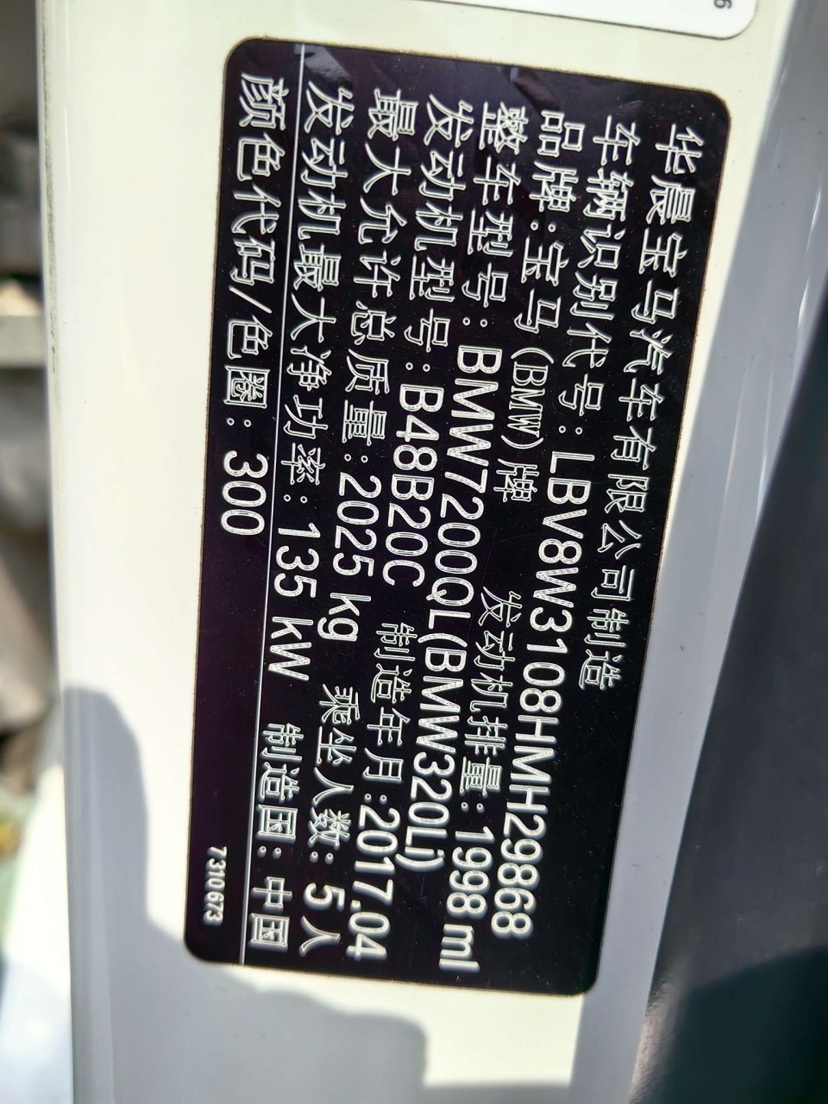 华晨宝马汽车有限公司制造
车辆识别代号: LBV8W3108HMH29868
品牌:宝马(BMW)牌 发动机排量: 1998 ml
整车型号: BMW7200QL(BMW320Li)
发动机型号: B48B20C 制造年月:2017.04
最大允许总质量: 2025 kg 乘坐人数: 5人
发动机最大净功率: 135 kW 制造国: 中国
颜色代码/色圈: 300
7310673
6